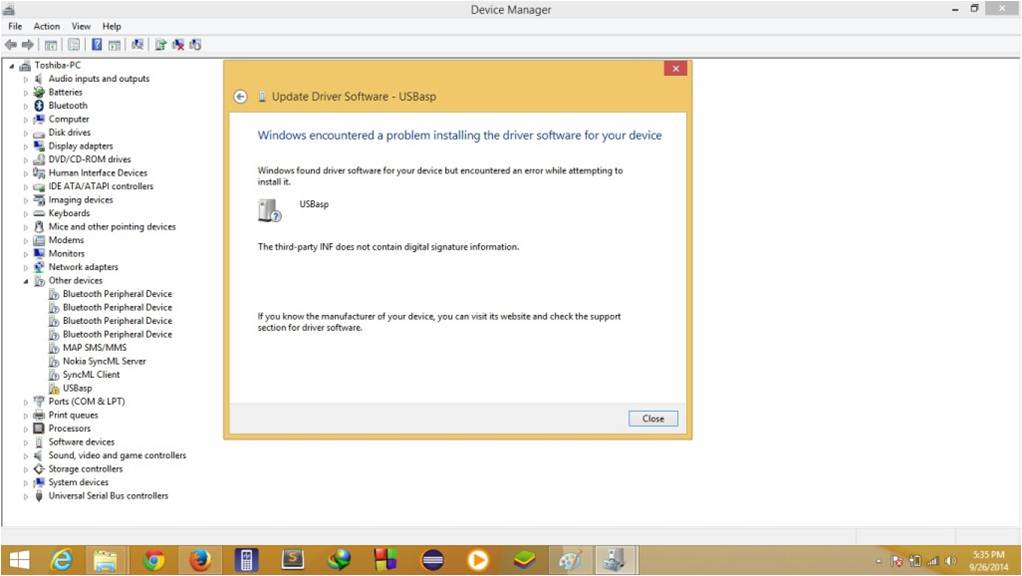 Device Manager
File Action View Help
Toshiba-PC
Audio inputs and outputs
Batteries
Bluetooth
Computer
Disk drives
Display adapters
DVD/CD-ROM drives
Human Interface Devices
IDE ATA/ATAPI controllers
Imaging devices
Keyboards
Mice and other pointing devices
Modems
Monitors
Network adapters
Other devices
Bluetooth Peripheral Device
Bluetooth Peripheral Device
Bluetooth Peripheral Device
Bluetooth Peripheral Device
MAP SMS/MMS
Nokia SyncML Server
SyncML Client
USBasp
Ports (COM & LPT)
Print queues
Processors
Software devices
Sound, video and game controllers
Storage controllers
System devices
Universal Serial Bus controllers
Update Driver Software - USBasp
Windows encountered a problem installing the driver software for your device
Windows found driver software for your device but encountered an error while attempting to
install it.
USBasp
The third-party INF does not contain digital signature information.
If you know the manufacturer of your device, you can visit its website and check the support
section for driver software.
Close
5:35 PM
9/26/2014